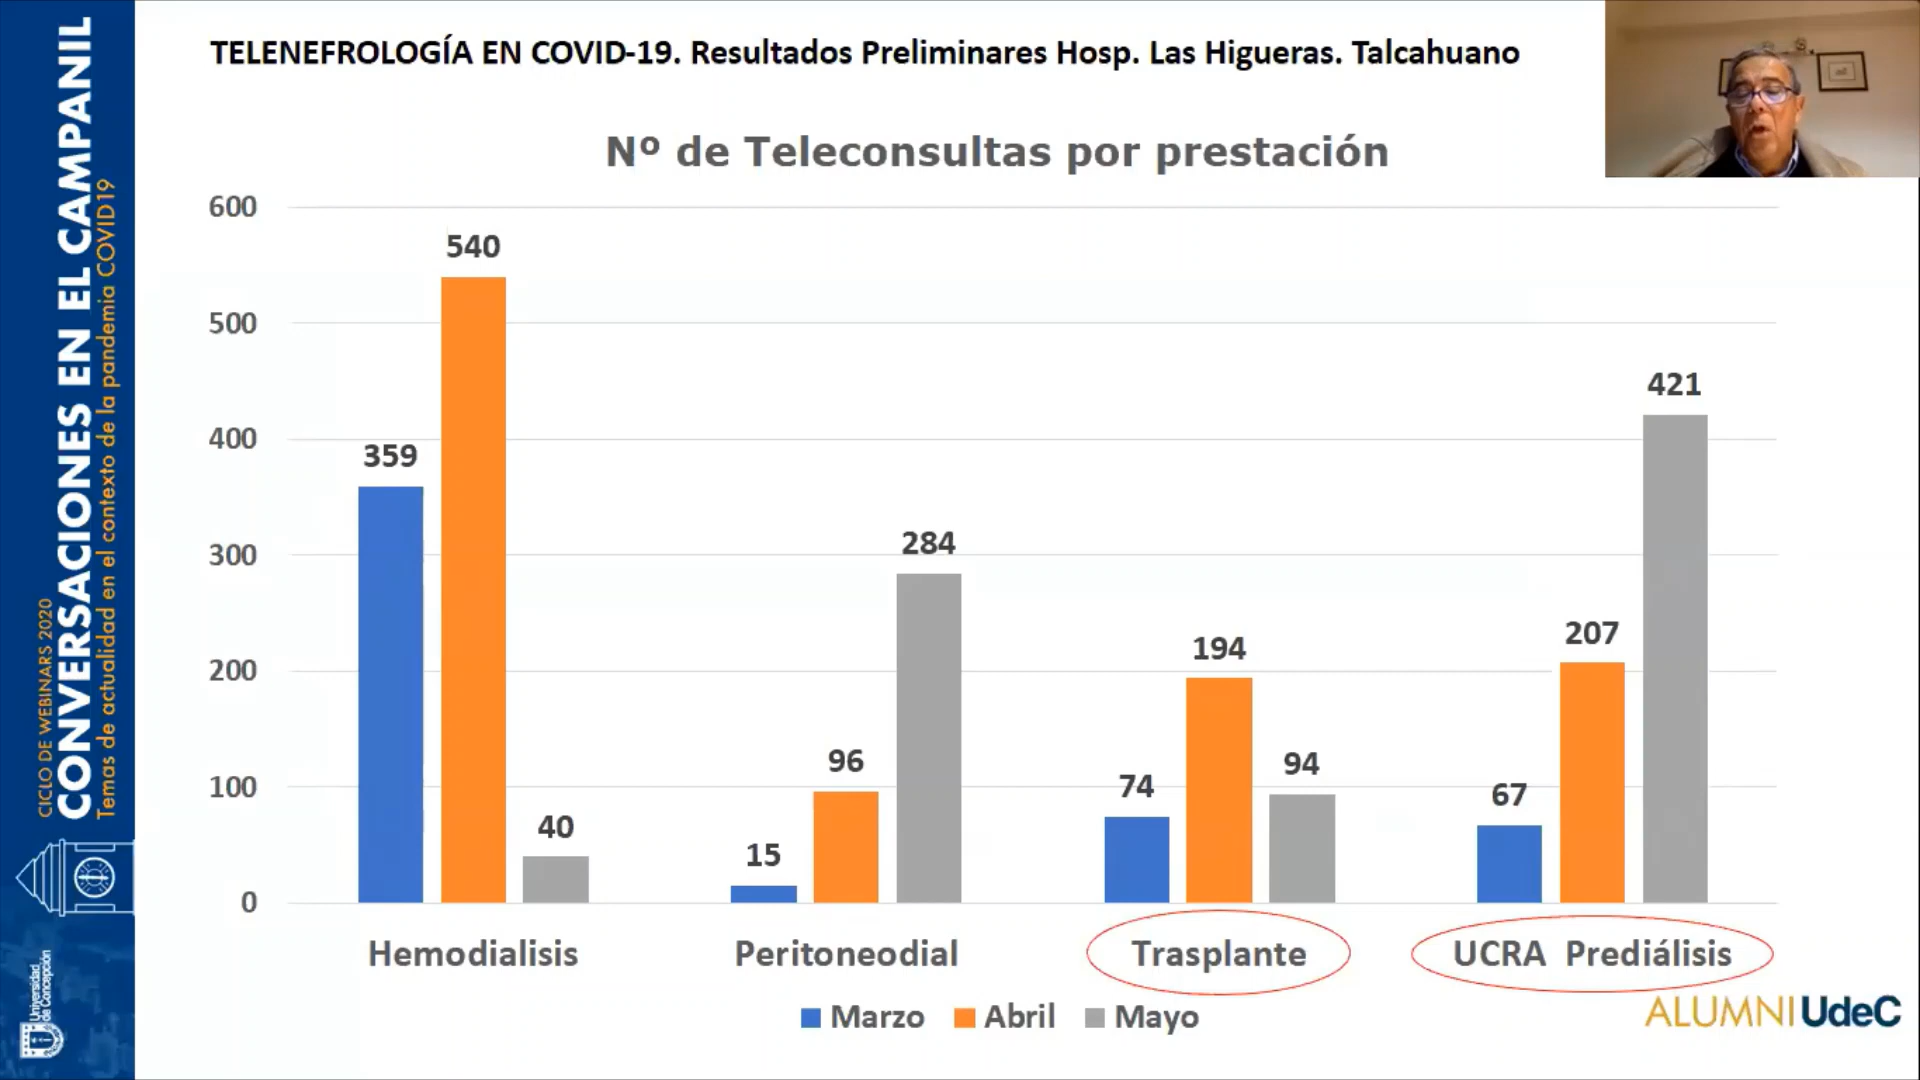 CICLO DE WEBINARS 2020
CONVERSACIONES EN EL CAMPANIL
Temas de actualidad en el contexto de la pandemia COVID19
Universidad
de Concepción
TELENEFROLOGÍA EN COVID-19. Resultados Preliminares Hosp. Las Higueras. Talcahuano
Nº de Teleconsultas por prestación
600
500
400
300
200
100
0
359
540
40
15
96
284
74
194
94
67
207
421
Hemodialisis
Peritoneodial
Trasplante
UCRA Prediálisis
Marzo Abril Mayo
ALUMNI UdeC